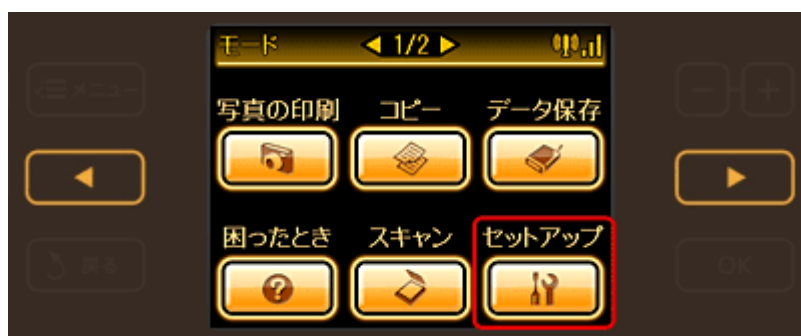 モード ◀ 1/2 ▶
写真の印刷 コピー データ保存
メニュー
困ったとき スキャン セットアップ
戻る OK